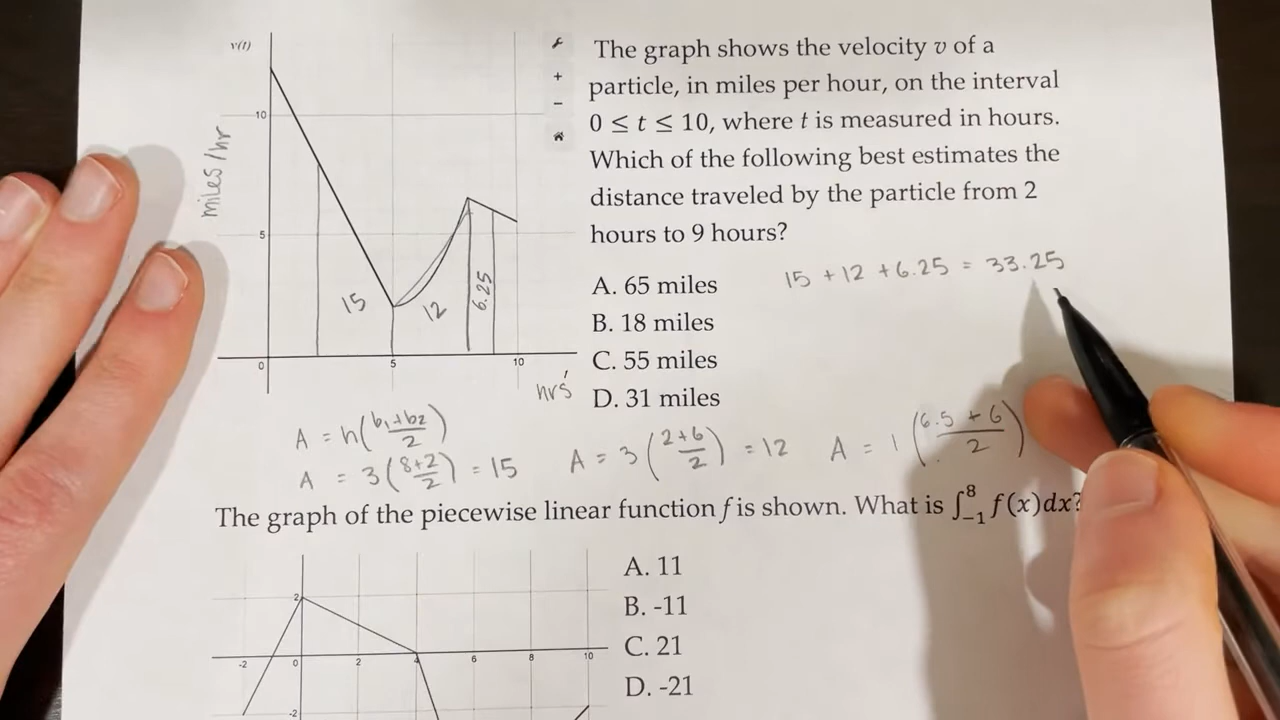 v(t)
miles/hr
10
5
0
5
10
hrs
15
12
6.25
+
−
The graph shows the velocity v of a
particle, in miles per hour, on the interval
0 ≤ t ≤ 10, where t is measured in hours.
Which of the following best estimates the
distance traveled by the particle from 2
hours to 9 hours?
A. 65 miles
B. 18 miles
C. 55 miles
D. 31 miles
15 + 12 + 6.25 = 33.25
A = h(b₁+b₂/2)
A = 3(8+2/2) = 15
A = 3(2+6/2) = 12
A = 1(6.5+6/2)
The graph of the piecewise linear function f is shown. What is ∫₋₁⁸ f(x)dx?
2
-2
0
2
4
6
8
10
-2
A. 11
B. -11
C. 21
D. -21